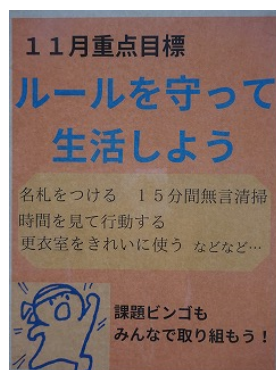 11月重点目標
ルールを守って
生活しよう
名札をつける 15分間無言清掃
時間を見て行動する
更衣室をきれいに使う などなど…
課題ビンゴも
みんなで取り組もう！